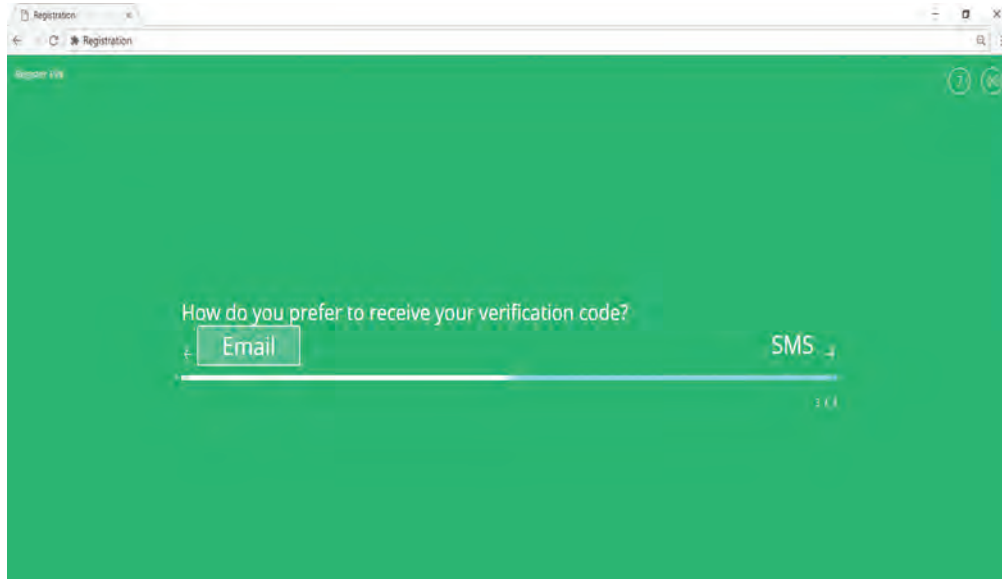 Registration
Registration
How do you prefer to receive your verification code?
Email
SMS